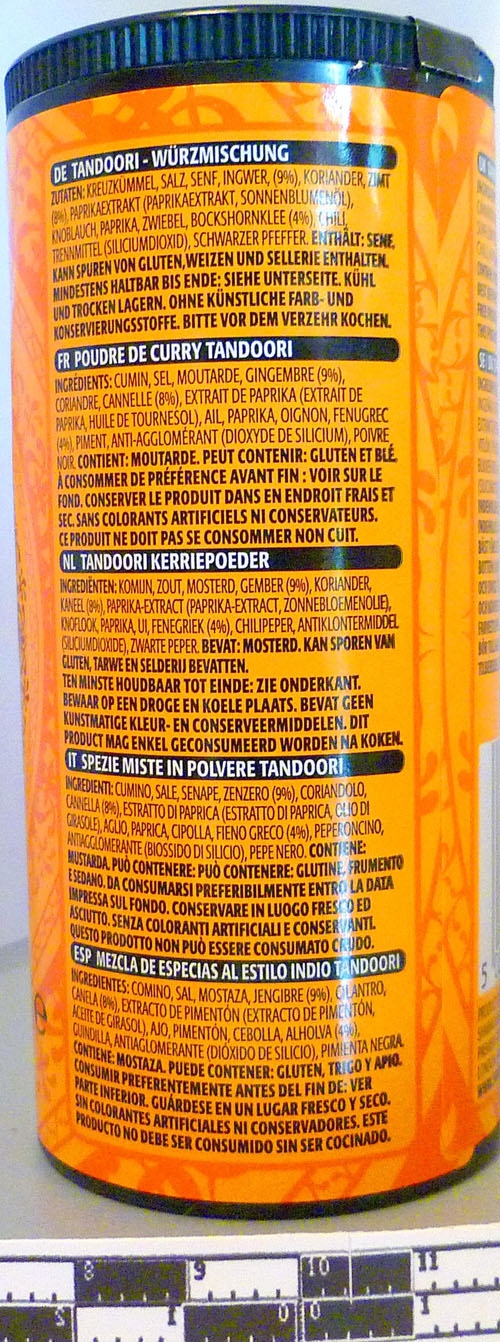 DE TANDOORI - WÜRZMISCHUNG
ZUTATEN: KREUZKÜMMEL, SALZ, SENF, INGWER, (9%), KORIANDER, ZIMT
(8%), PAPRIKAEXTRAKT (PAPRIKAEXTRAKT, SONNENBLUMENÖL),
KNOBLAUCH, PAPRIKA, ZWIEBEL, BOCKSHORNKLEE (4%), CHILI,
TRENNMITTEL (SILICIUMDIOXID), SCHWARZER PFEFFER. ENTHÄLT: SENF,
KANN SPUREN VON GLUTEN, WEIZEN UND SELLERIE ENTHALTEN.
MINDESTENS HALTBAR BIS ENDE: SIEHE UNTERSEITE. KÜHL
UND TROCKEN LAGERN. OHNE KÜNSTLICHE FARB- UND
KONSERVIERUNGSSTOFFE. BITTE VOR DEM VERZEHR KOCHEN.
FR POUDRE DE CURRY TANDOORI
INGRÉDIENTS: CUMIN, SEL, MOUTARDE, GINGEMBRE (9%),
CORIANDRE, CANNELLE (8%), EXTRAIT DE PAPRIKA (EXTRAIT DE
PAPRIKA, HUILE DE TOURNESOL), AIL, PAPRIKA, OIGNON, FENUGREC
(4%), PIMENT, ANTI-AGGLOMÉRANT (DIOXYDE DE SILICIUM), POIVRE
NOIR. CONTIENT: MOUTARDE. PEUT CONTENIR: GLUTEN ET BLÉ.
À CONSOMMER DE PRÉFÉRENCE AVANT FIN : VOIR SUR LE
FOND. CONSERVER LE PRODUIT DANS EN ENDROIT FRAIS ET
SEC. SANS COLORANTS ARTIFICIELS NI CONSERVATEURS.
CE PRODUIT NE DOIT PAS SE CONSOMMER NON CUIT.
NL TANDOORI KERRIEPOEDER
INGREDIËNTEN: KOMIJN, ZOUT, MOSTERD, GEMBER (9%), KORIANDER,
KANEEL (8%), PAPRIKA-EXTRACT (PAPRIKA-EXTRACT, ZONNEBLOEMENOLIE),
KNOFLOOK, PAPRIKA, UI, FENEGRIEK (4%), CHILIPEPER, ANTIKLONTERMIDDEL
(SILICIUMDIOXIDE), ZWARTE PEPER. BEVAT: MOSTERD. KAN SPOREN VAN
GLUTEN, TARWE EN SELDERIJ BEVATTEN.
TEN MINSTE HOUDBAAR TOT EINDE: ZIE ONDERKANT.
BEWAAR OP EEN DROGE EN KOELE PLAATS. BEVAT GEEN
KUNSTMATIGE KLEUR- EN CONSERVEERMIDDELEN. DIT
PRODUCT MAG ENKEL GECONSUMEERD WORDEN NA KOKEN.
IT SPEZIE MISTE IN POLVERE TANDOORI
INGREDIENTI: CUMINO, SALE, SENAPE, ZENZERO (9%), CORIANDOLO,
CANNELLA (8%), ESTRATTO DI PAPRICA (ESTRATTO DI PAPRICA, OLIO DI
GIRASOLE), AGLIO, PAPRICA, CIPOLLA, FIENO GRECO (4%), PEPERONCINO,
ANTIAGGLOMERANTE (BIOSSIDO DI SILICIO), PEPE NERO. CONTIENE:
MUSTARDA. PUÒ CONTENERE: PUÒ CONTENERE: GLUTINE, FRUMENTO
E SEDANO. DA CONSUMARSI PREFERIBILMENTE ENTRO LA DATA
IMPRESSA SUL FONDO. CONSERVARE IN LUOGO FRESCO ED
ASCIUTTO. SENZA COLORANTI ARTIFICIALI E CONSERVANTI.
QUESTO PRODOTTO NON PUÒ ESSERE CONSUMATO CRUDO.
ESP MEZCLA DE ESPECIAS AL ESTILO INDIO TANDOORI
INGREDIENTES: COMINO, SAL, MOSTAZA, JENGIBRE (9%), CILANTRO,
CANELA (8%), EXTRACTO DE PIMENTÓN (EXTRACTO DE PIMENTÓN,
ACEITE DE GIRASOL), AJO, PIMENTÓN, CEBOLLA, ALHOLVA (4%),
GUINDILLA, ANTIAGLOMERANTE (DIÓXIDO DE SILICIO), PIMIENTA NEGRA.
CONTIENE: MOSTAZA. PUEDE CONTENER: GLUTEN, TRIGO Y APIO.
CONSUMIR PREFERENTEMENTE ANTES DEL FIN DE: VER
PARTE INFERIOR. GUÁRDESE EN UN LUGAR FRESCO Y SECO.
SIN COLORANTES ARTIFICIALES NI CONSERVADORES. ESTE
PRODUCTO NO DEBE SER CONSUMIDO SIN SER COCINADO.
5
8 9 10 11
1 0 0 1